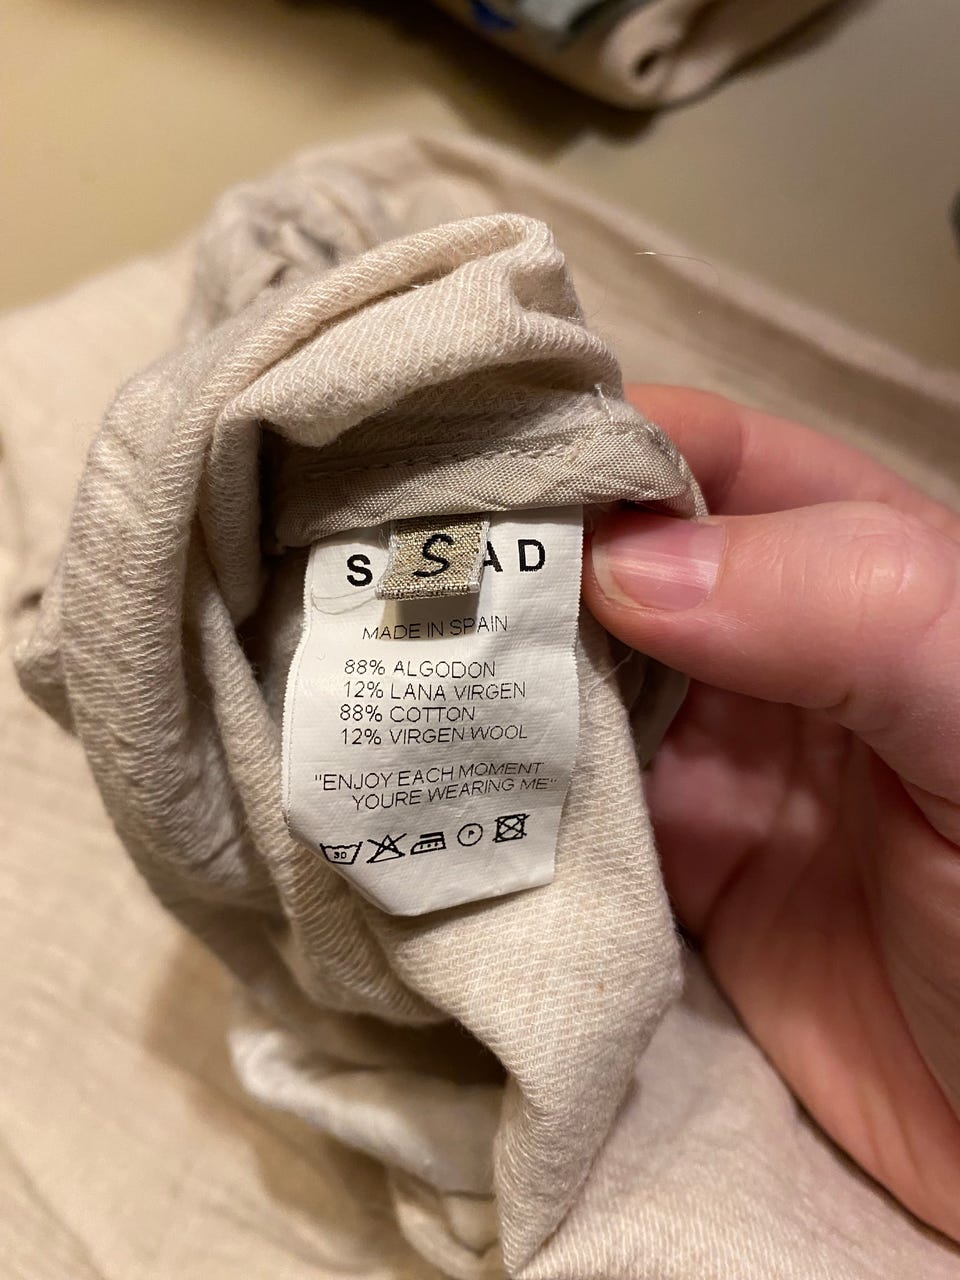 S
MADE IN SPAIN
88% ALGODON
12% LANA VIRGEN
88% COTTON
12% VIRGEN WOOL
"ENJOY EACH MOMENT
YOURE WEARING ME"
30
P